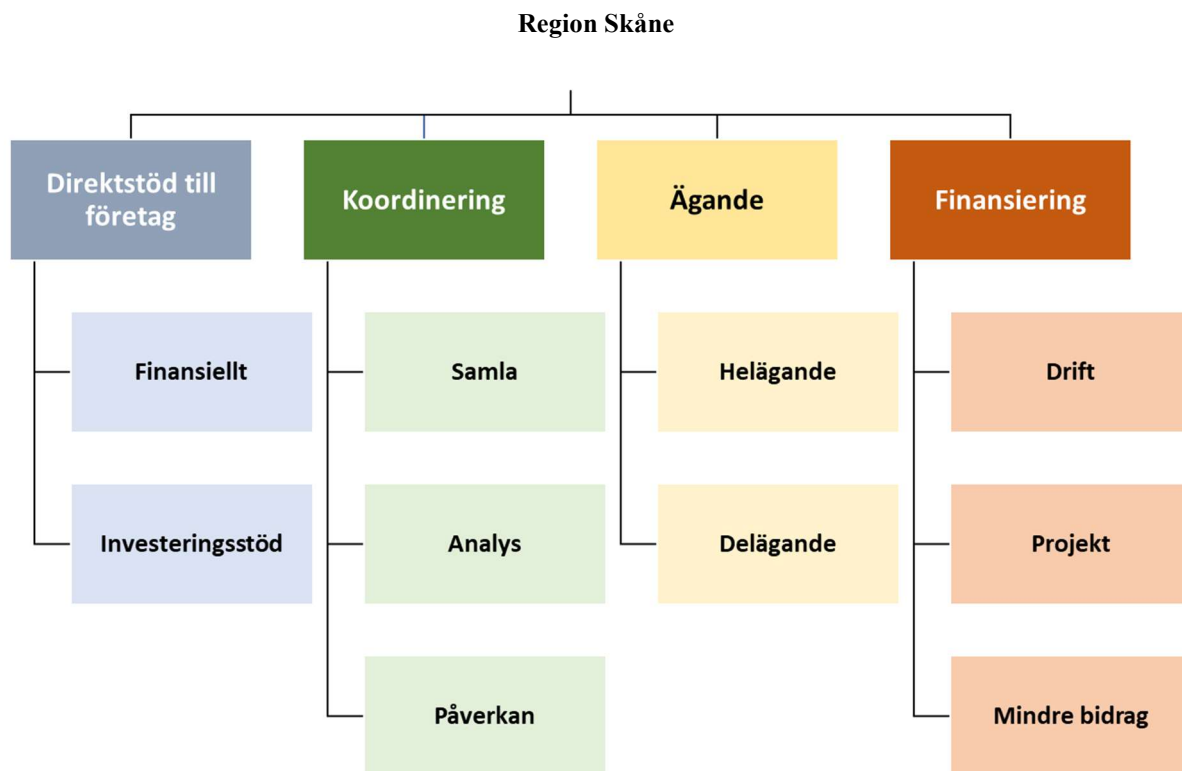 Region Skåne
Direktstöd till
företag
Koordinering
Ägande
Finansiering
Finansiellt
Samla
Helägande
Drift
Investeringsstöd
Analys
Delägande
Projekt
Påverkan
Mindre bidrag